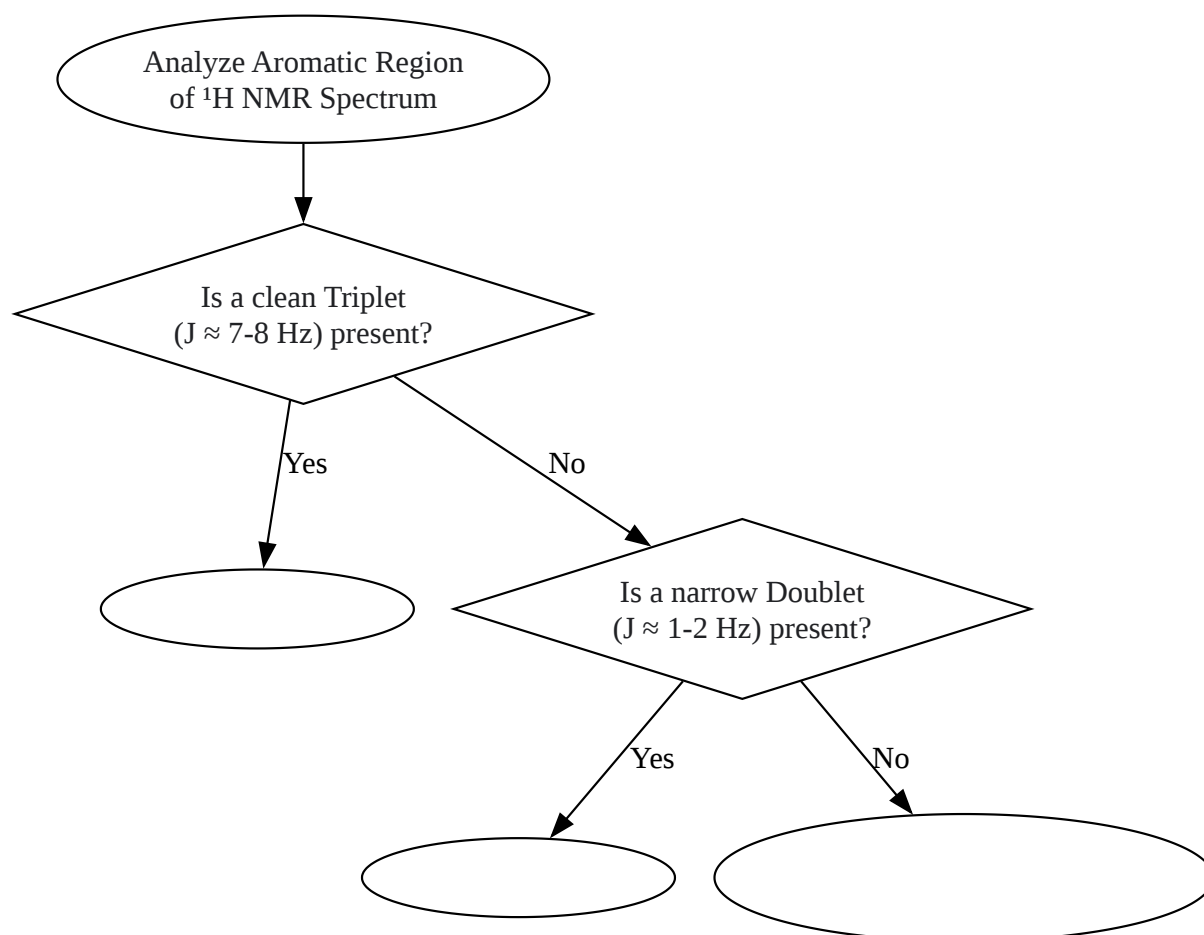 Analyze Aromatic Region
of ¹H NMR Spectrum
Is a clean Triplet
(J ≈ 7-8 Hz) present?
Yes
No
Is a narrow Doublet
(J ≈ 1-2 Hz) present?
Yes
No